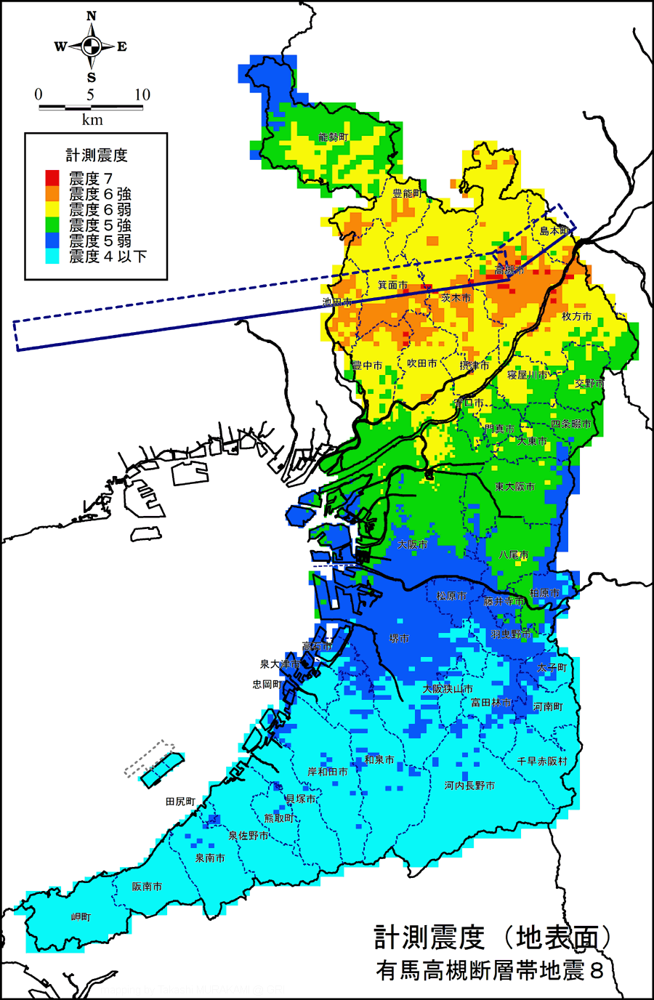 N
W E
S
0 5 10
km
計測震度
震度７
震度６強
震度６弱
震度５強
震度５弱
震度４以下
能勢町
豊能町
島本町
高槻市
箕面市
茨木市
池田市
枚方市
豊中市
吹田市
摂津市
寝屋川市
交野市
守口市
門真市
四条畷市
大東市
東大阪市
大阪市
八尾市
松原市
藤井寺市
柏原市
羽曳野市
堺市
高石市
泉大津市
太子町
忠岡町
大阪狭山市
富田林市
河南町
和泉市
千早赤阪村
岸和田市
河内長野市
田尻町
貝塚市
熊取町
泉佐野市
泉南市
阪南市
岬町
計測震度（地表面）
有馬高槻断層帯地震８